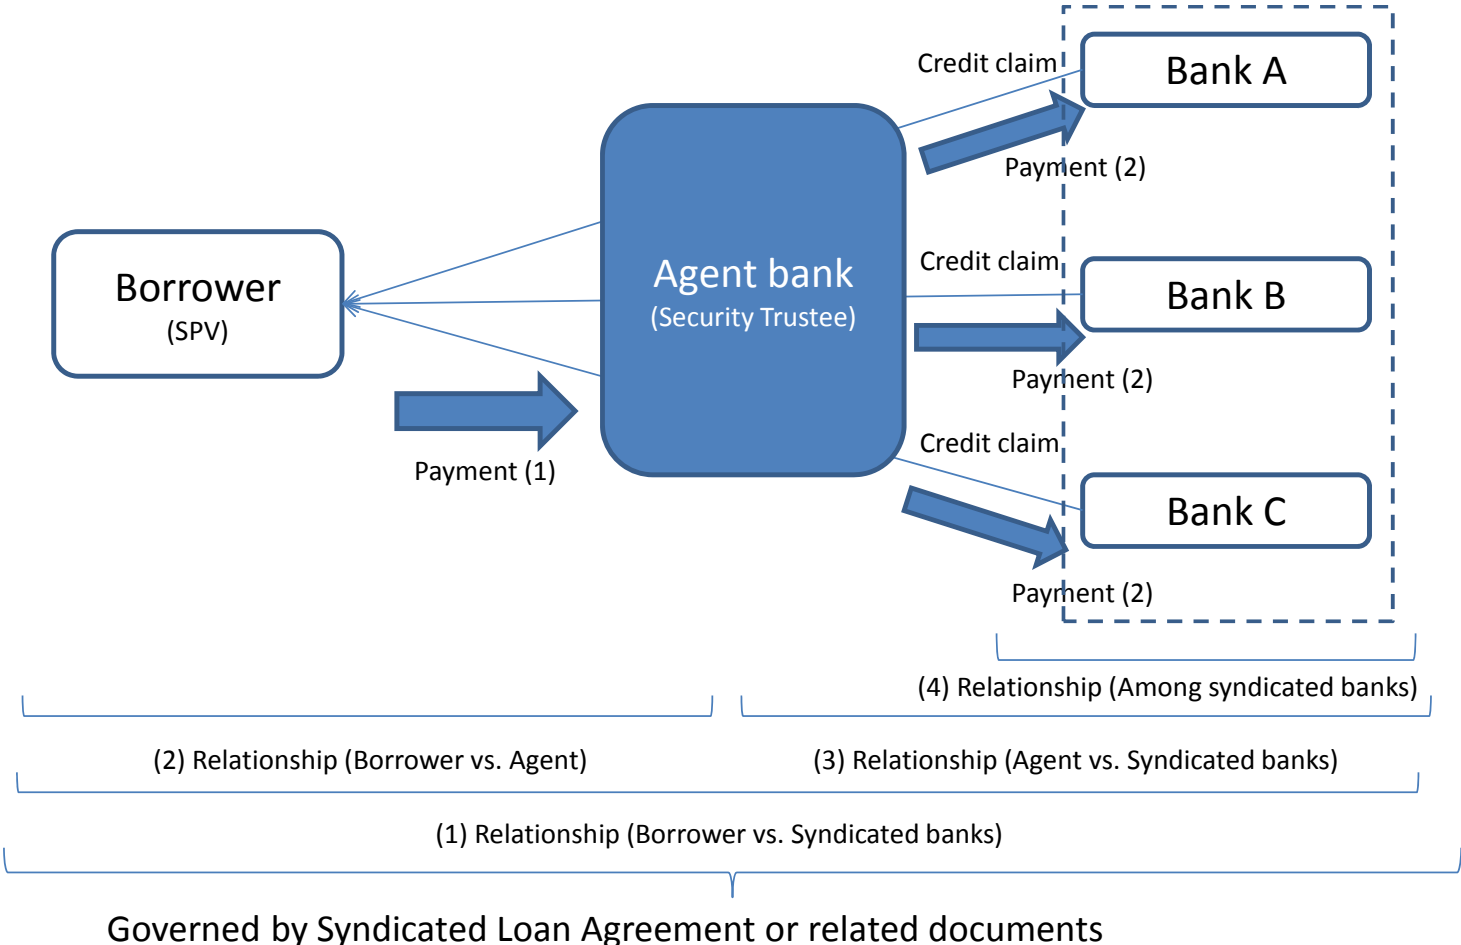 Credit claim
Bank A
Payment (2)
Borrower
(SPV)
Agent bank
(Security Trustee)
Credit claim
Bank B
Payment (2)
Payment (1)
Credit claim
Bank C
Payment (2)
(4) Relationship (Among syndicated banks)
(2) Relationship (Borrower vs. Agent)
(3) Relationship (Agent vs. Syndicated banks)
(1) Relationship (Borrower vs. Syndicated banks)
Governed by Syndicated Loan Agreement or related documents